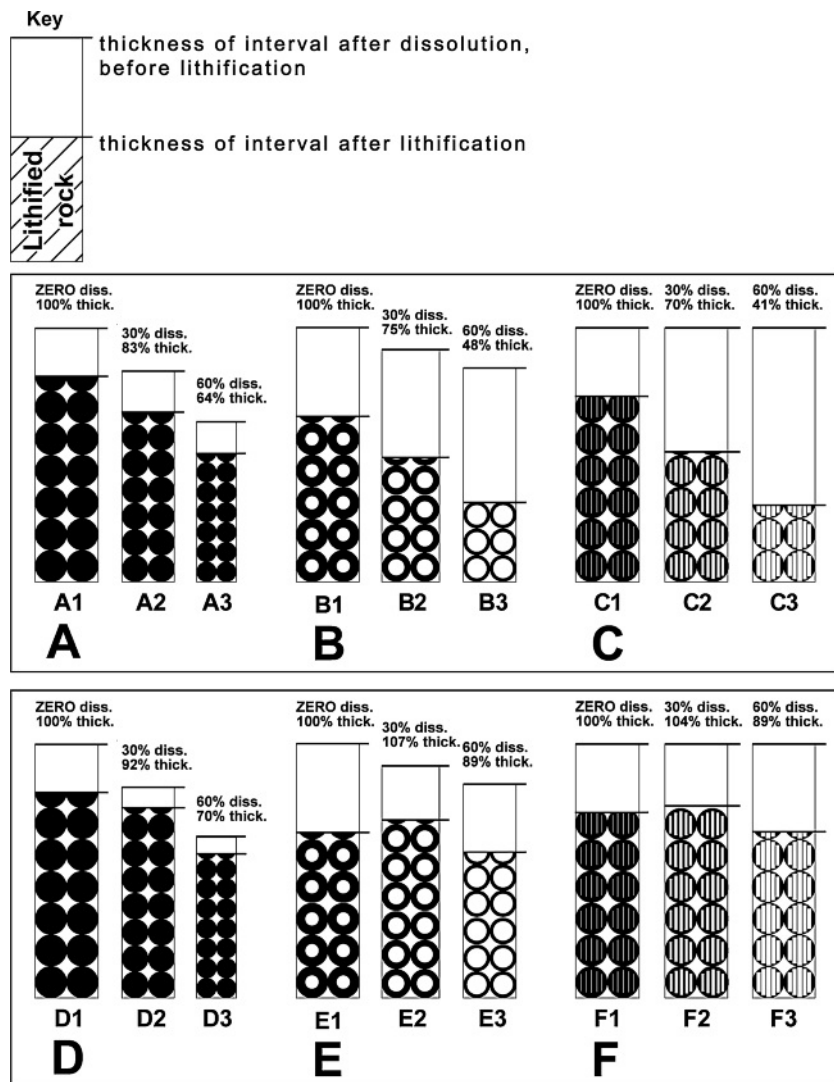 Key
thickness of interval after dissolution,
before lithification
thickness of interval after lithification
Lithified
rock
ZERO diss.
100% thick.
30% diss.
83% thick.
60% diss.
64% thick.
ZERO diss.
100% thick.
30% diss.
75% thick.
60% diss.
48% thick.
ZERO diss.
100% thick.
30% diss.
70% thick.
60% diss.
41% thick.
A1
A2
A3
B1
B2
B3
C1
C2
C3
A
B
C
ZERO diss.
100% thick.
30% diss.
92% thick.
60% diss.
70% thick.
ZERO diss.
100% thick.
30% diss.
107% thick.
60% diss.
89% thick.
ZERO diss.
100% thick.
30% diss.
104% thick.
60% diss.
89% thick.
D1
D2
D3
E1
E2
E3
F1
F2
F3
D
E
F